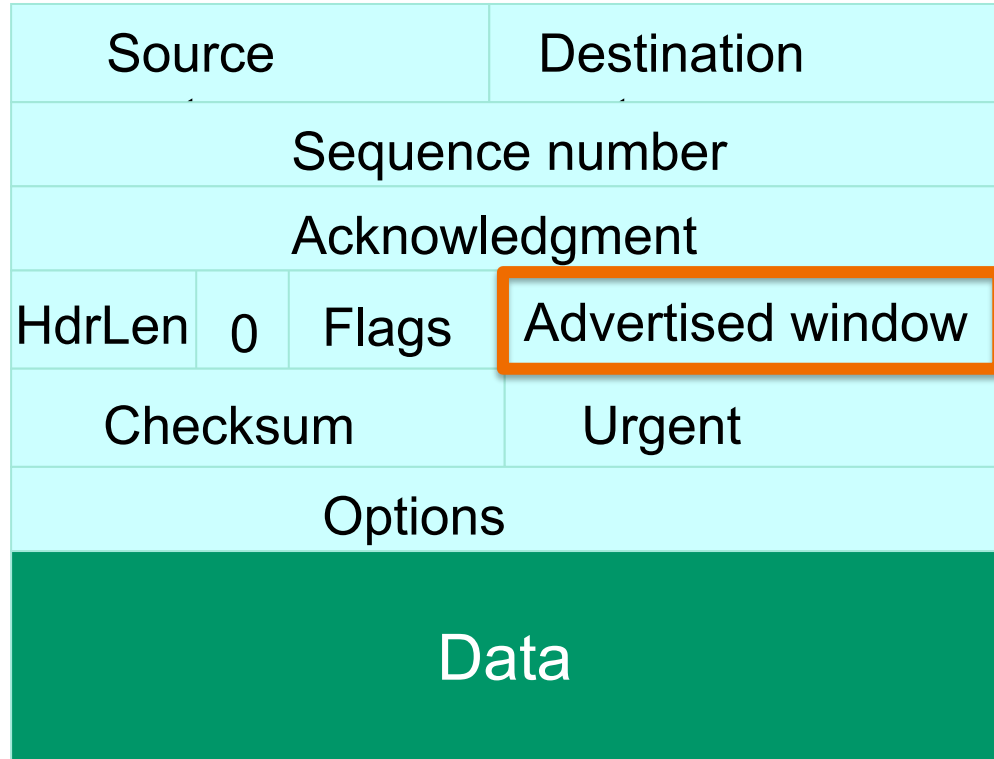 Source Destination
Sequence number
Acknowledgment
HdrLen 0 Flags Advertised window
Checksum Urgent
Options
Data